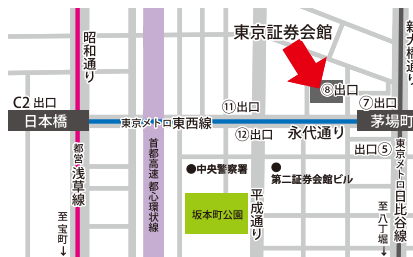 東京証券会館
昭和通り
新大橋通り
C2 出口
⑧出口
⑪出口
⑦出口
日本橋
東京メトロ東西線
茅場町
⑫出口
永代通り
出口⑤
都営浅草線
首都高速 都心環状線
●中央警察署
●第二証券会館ビル
平成通り
東京メトロ日比谷線
坂本町公園
至宝町↓
至八丁堀↓